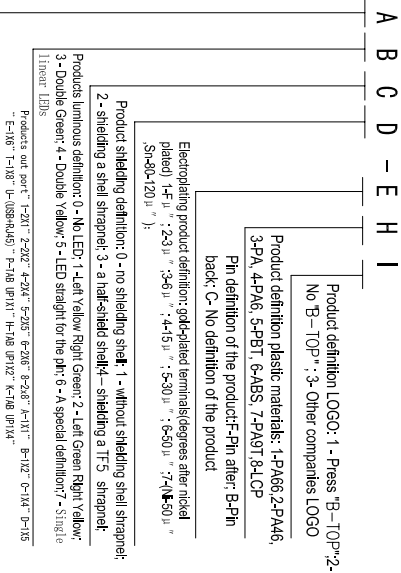 A B C D - E H I
Product definition LOGO: 1 - Press "B-TOP";2-
No "B-TOP" ; 3- Other companies LOGO
Product definition plastic materials: 1-PA66,2-PA46,
3-PA, 4-PA6, 5-PBT, 6-ABS, 7-PA9T,8-LCP
Pin definition of the product:F-Pin after; B-Pin
back; C- No definition of the product
Electroplating product definition: gold-plated terminals(degrees after nickel
plated) 1-F μ ″ ; 2-3 μ ″ ;3-6 μ ″ ; 4-15 μ ″ ; 5-30 μ ″ ; 6-50 μ ″ ;7-(Ni-50 μ ″
,Sn-80-120 μ ″ );
Product shielding definition: 0 - no shielding shell; 1 - without shielding shell shrapnel;
2 - shielding a shell shrapnel; 3 - a half-shield shell;4 – shielding a TF5 shrapnel;
Products luminous definition: 0 - No LED; 1 -Left Yellow Right Green; 2 - Left Green Right Yellow;
3 - Double Green; 4 - Double Yellow; 5 - LED straight for the pin; 6 - A special definition;7 - Single
linear LEDs
Products out port" 1-2X1" 2-2X2" 4-2X4" 5-2X5" 6-2X6" 8-2x8" A-1X1" B-1X2" C-1X4" D-1X5
" E-1X6" T-1X8" U-(USB+RJ45)" P-TAB UP1X1" H-TAB UP1X2" K-TAB UP1X4"